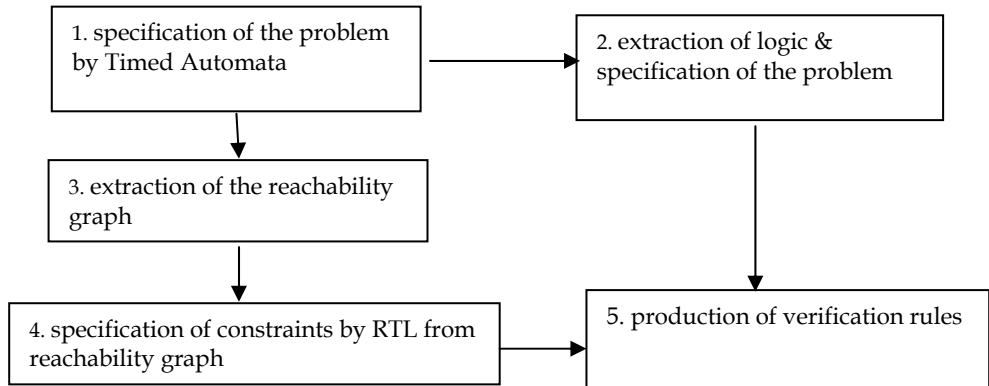 1. specification of the problem
by Timed Automata
2. extraction of logic &
specification of the problem
3. extraction of the reachability
graph
4. specification of constraints by RTL from
reachability graph
5. production of verification rules